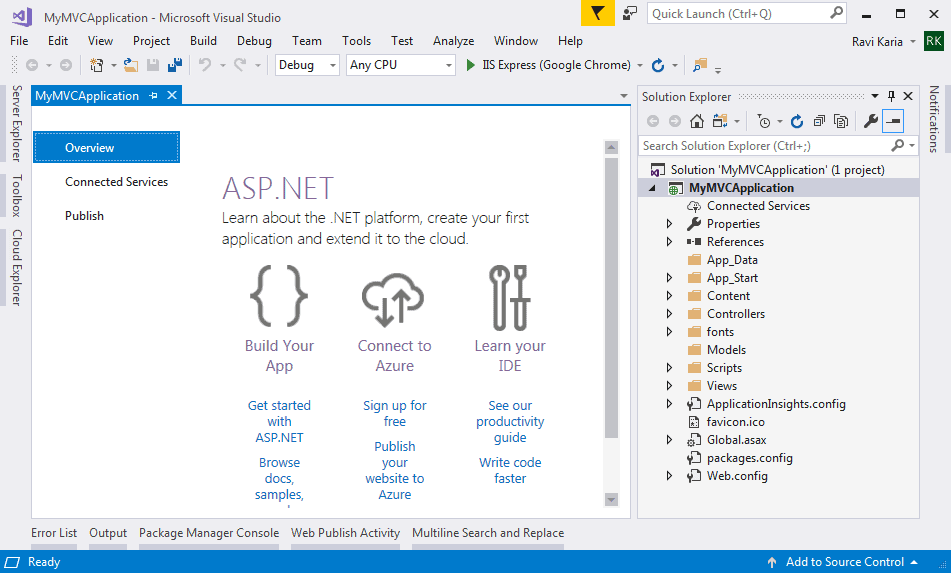 MyMVCApplication - Microsoft Visual Studio
Quick Launch (Ctrl+Q)
File Edit View Project Build Debug Team Tools Test Analyze Window Help
Ravi Karia RK
Debug Any CPU IIS Express (Google Chrome)
Server Explorer
Toolbox
Cloud Explorer
MyMVCApplication
Overview
Connected Services
Publish
ASP.NET
Learn about the .NET platform, create your first
application and extend it to the cloud.
Build Your
App
Get started
with
ASP.NET
Browse
docs,
samples,
Connect to
Azure
Sign up for
free
Publish
your
website to
Azure
Learn your
IDE
See our
productivity
guide
Write code
faster
Solution Explorer
Search Solution Explorer (Ctrl+;)
Solution 'MyMVCApplication' (1 project)
MyMVCApplication
Connected Services
Properties
References
App_Data
App_Start
Content
Controllers
fonts
Models
Scripts
Views
ApplicationInsights.config
favicon.ico
Global.asax
packages.config
Web.config
Notifications
Error List Output Package Manager Console Web Publish Activity Multiline Search and Replace
Ready Add to Source Control